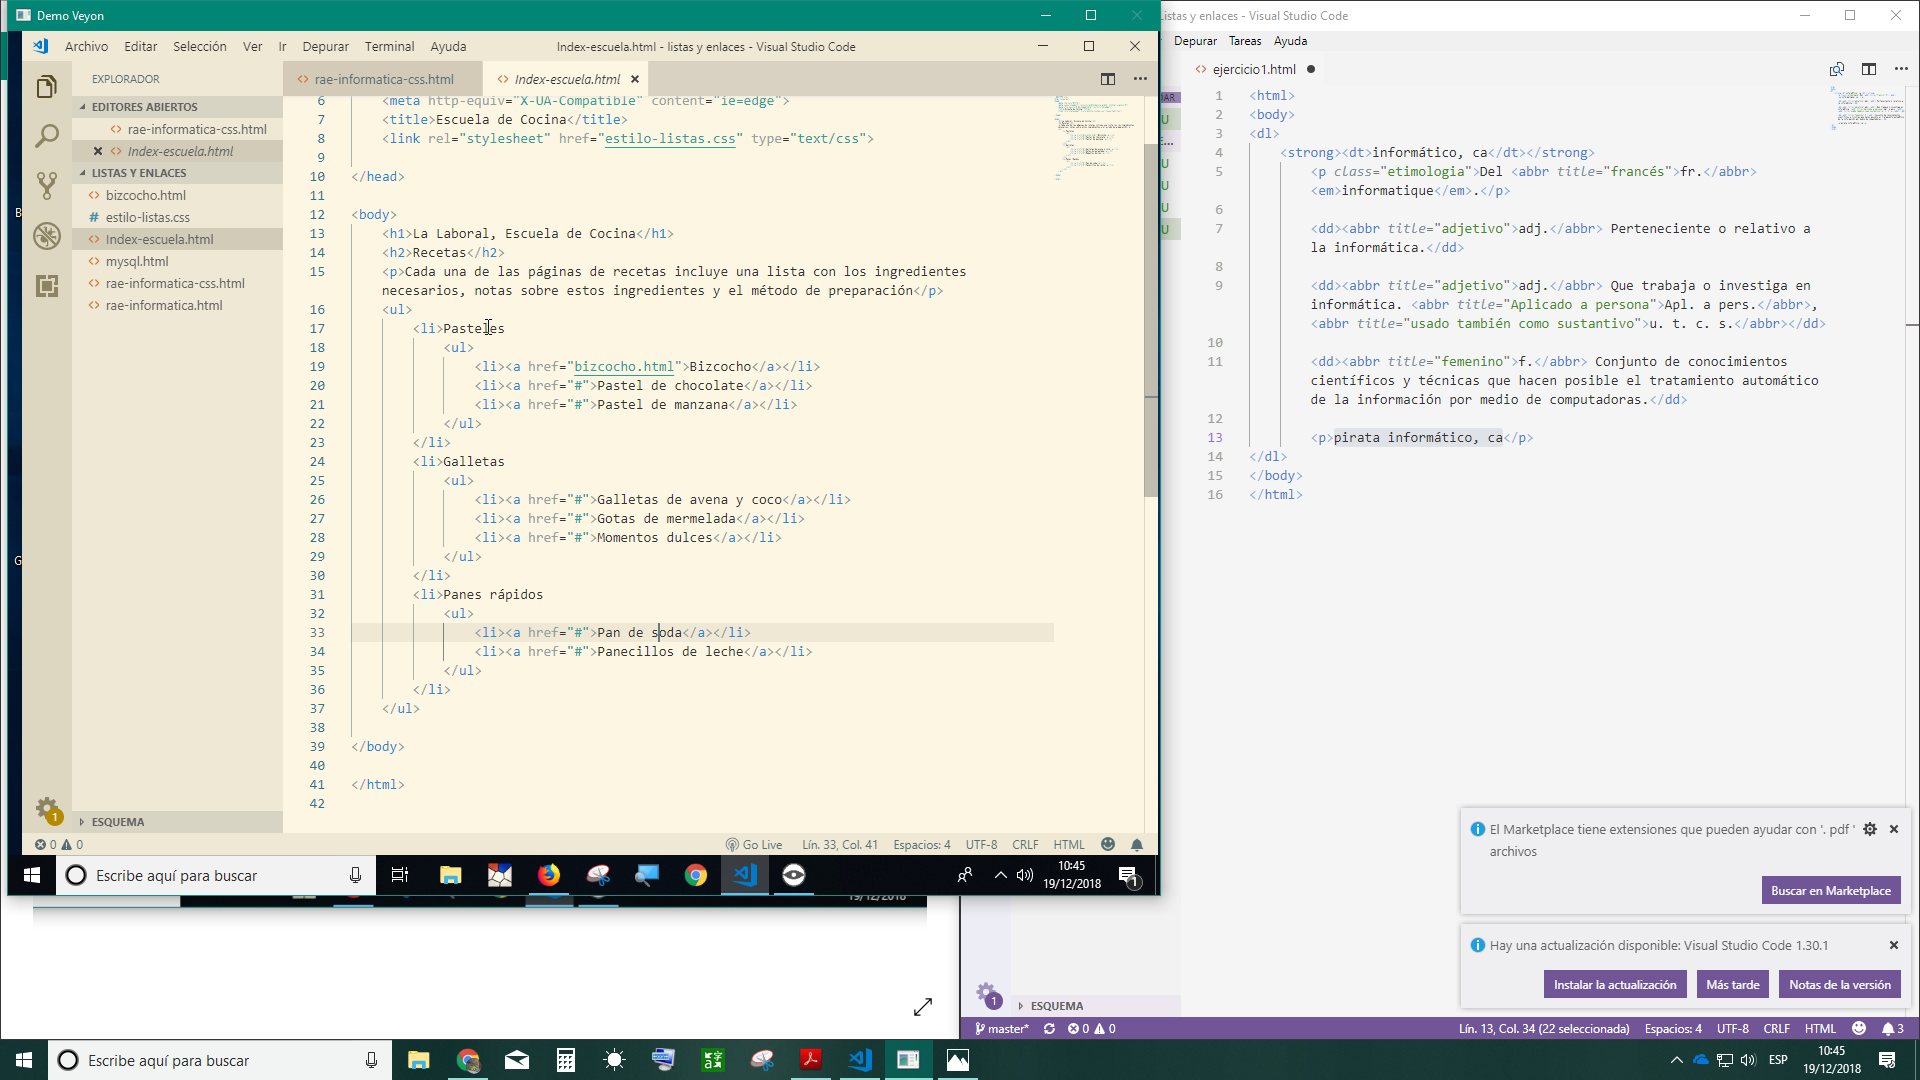 Demo Veyon
Archivo Editar Selección Ver Ir Depurar Terminal Ayuda
Index-escuela.html - listas y enlaces - Visual Studio Code
EXPLORADOR
EDITORES ABIERTOS
rae-informatica-css.html
Index-escuela.html
LISTAS Y ENLACES
bizcocho.html
# estilo-listas.css
Index-escuela.html
mysql.html
rae-informatica-css.html
rae-informatica.html
ESQUEMA
1
rae-informatica-css.html
Index-escuela.html
6 <meta http-equiv="X-UA-Compatible" content="ie=edge">
7 <title>Escuela de Cocina</title>
8 <link rel="stylesheet" href="estilo-listas.css" type="text/css">
9
10 </head>
11
12 <body>
13 <h1>La Laboral, Escuela de Cocina</h1>
14 <h2>Recetas</h2>
15 <p>Cada una de las páginas de recetas incluye una lista con los ingredientes
necesarios, notas sobre estos ingredientes y el método de preparación</p>
16 <ul>
17 <li>Pasteles
18 <ul>
19 <li><a href="bizcocho.html">Bizcocho</a></li>
20 <li><a href="#">Pastel de chocolate</a></li>
21 <li><a href="#">Pastel de manzana</a></li>
22 </ul>
23 </li>
24 <li>Galletas
25 <ul>
26 <li><a href="#">Galletas de avena y coco</a></li>
27 <li><a href="#">Gotas de mermelada</a></li>
28 <li><a href="#">Momentos dulces</a></li>
29 </ul>
30 </li>
31 <li>Panes rápidos
32 <ul>
33 <li><a href="#">Pan de soda</a></li>
34 <li><a href="#">Panecillos de leche</a></li>
35 </ul>
36 </li>
37 </ul>
38
39 </body>
40
41 </html>
42
0 0
Go Live Lín. 33, Col. 41 Espacios: 4 UTF-8 CRLF HTML
Escribe aquí para buscar
10:45
19/12/2018
1
istas y enlaces - Visual Studio Code
Depurar Tareas Ayuda
ejercicio1.html
1 <html>
2 <body>
3 <dl>
4 <strong><dt>informático, ca</dt></strong>
5 <p class="etimologia">Del <abbr title="francés">fr.</abbr>
<em>informatique</em>.</p>
6
7 <dd><abbr title="adjetivo">adj.</abbr> Perteneciente o relativo a
la informática.</dd>
8
9 <dd><abbr title="adjetivo">adj.</abbr> Que trabaja o investiga en
informática. <abbr title="Aplicado a persona">Apl. a pers.</abbr>,
<abbr title="usado también como sustantivo">u. t. c. s.</abbr></dd>
10
11 <dd><abbr title="femenino">f.</abbr> Conjunto de conocimientos
científicos y técnicas que hacen posible el tratamiento automático
de la información por medio de computadoras.</dd>
12
13 <p>pirata informático, ca</p>
14 </dl>
15 </body>
16 </html>
U
U
U
U
U
El Marketplace tiene extensiones que pueden ayudar con '. pdf '
archivos
Buscar en Marketplace
Hay una actualización disponible: Visual Studio Code 1.30.1
Instalar la actualización Más tarde Notas de la versión
1
ESQUEMA
master* 0 0
Lín. 13, Col. 34 (22 seleccionada) Espacios: 4 UTF-8 CRLF HTML 3
Escribe aquí para buscar
ESP
10:45
19/12/2018